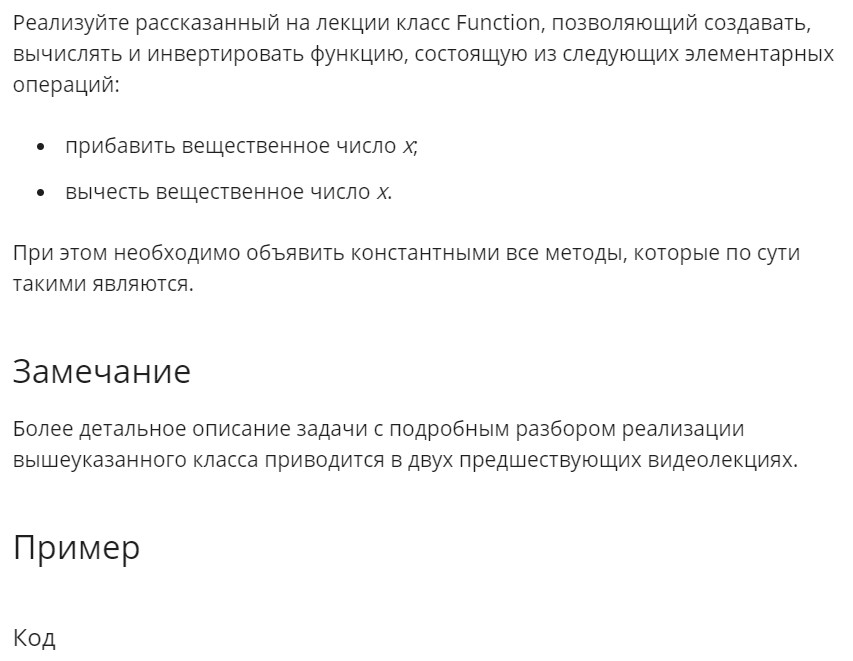 Реализуйте рассказанный на лекции класс Function, позволяющий создавать,
вычислять и инвертировать функцию, состоящую из следующих элементарных
операций:
• прибавить вещественное число x;
• вычесть вещественное число x.
При этом необходимо объявить константными все методы, которые по сути
такими являются.
Замечание
Более детальное описание задачи с подробным разбором реализации
вышеуказанного класса приводится в двух предшествующих видеолекциях.
Пример
Код